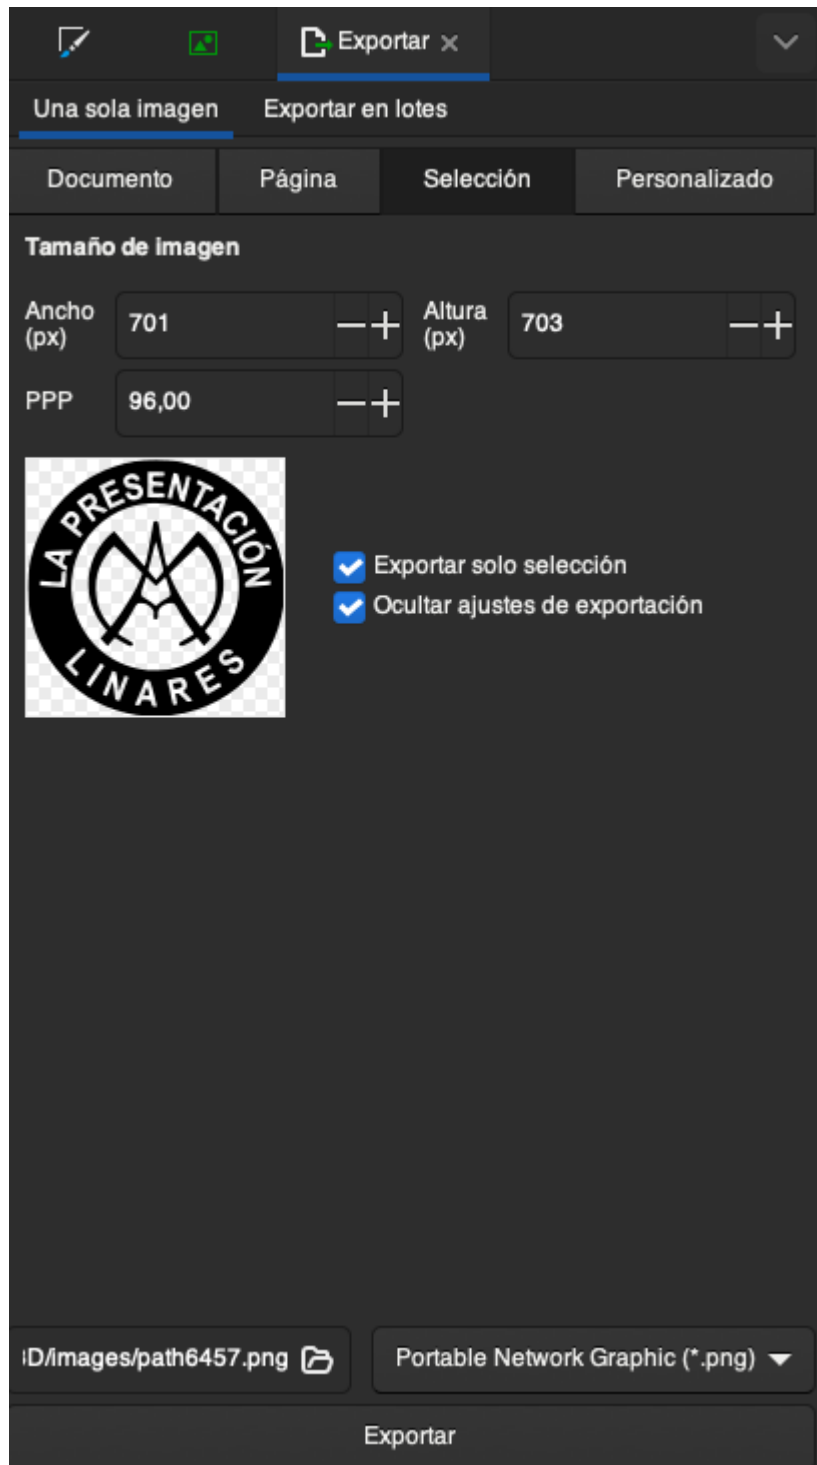 Exportar
Una sola imagen Exportar en lotes
Documento Página Selección Personalizado
Tamaño de imagen
Ancho (px) 701 Altura (px) 703
PPP 96,00
LA PRESENTACIÓN
LINARES
Exportar solo selección
Ocultar ajustes de exportación
D/images/path6457.png Portable Network Graphic (*.png)
Exportar